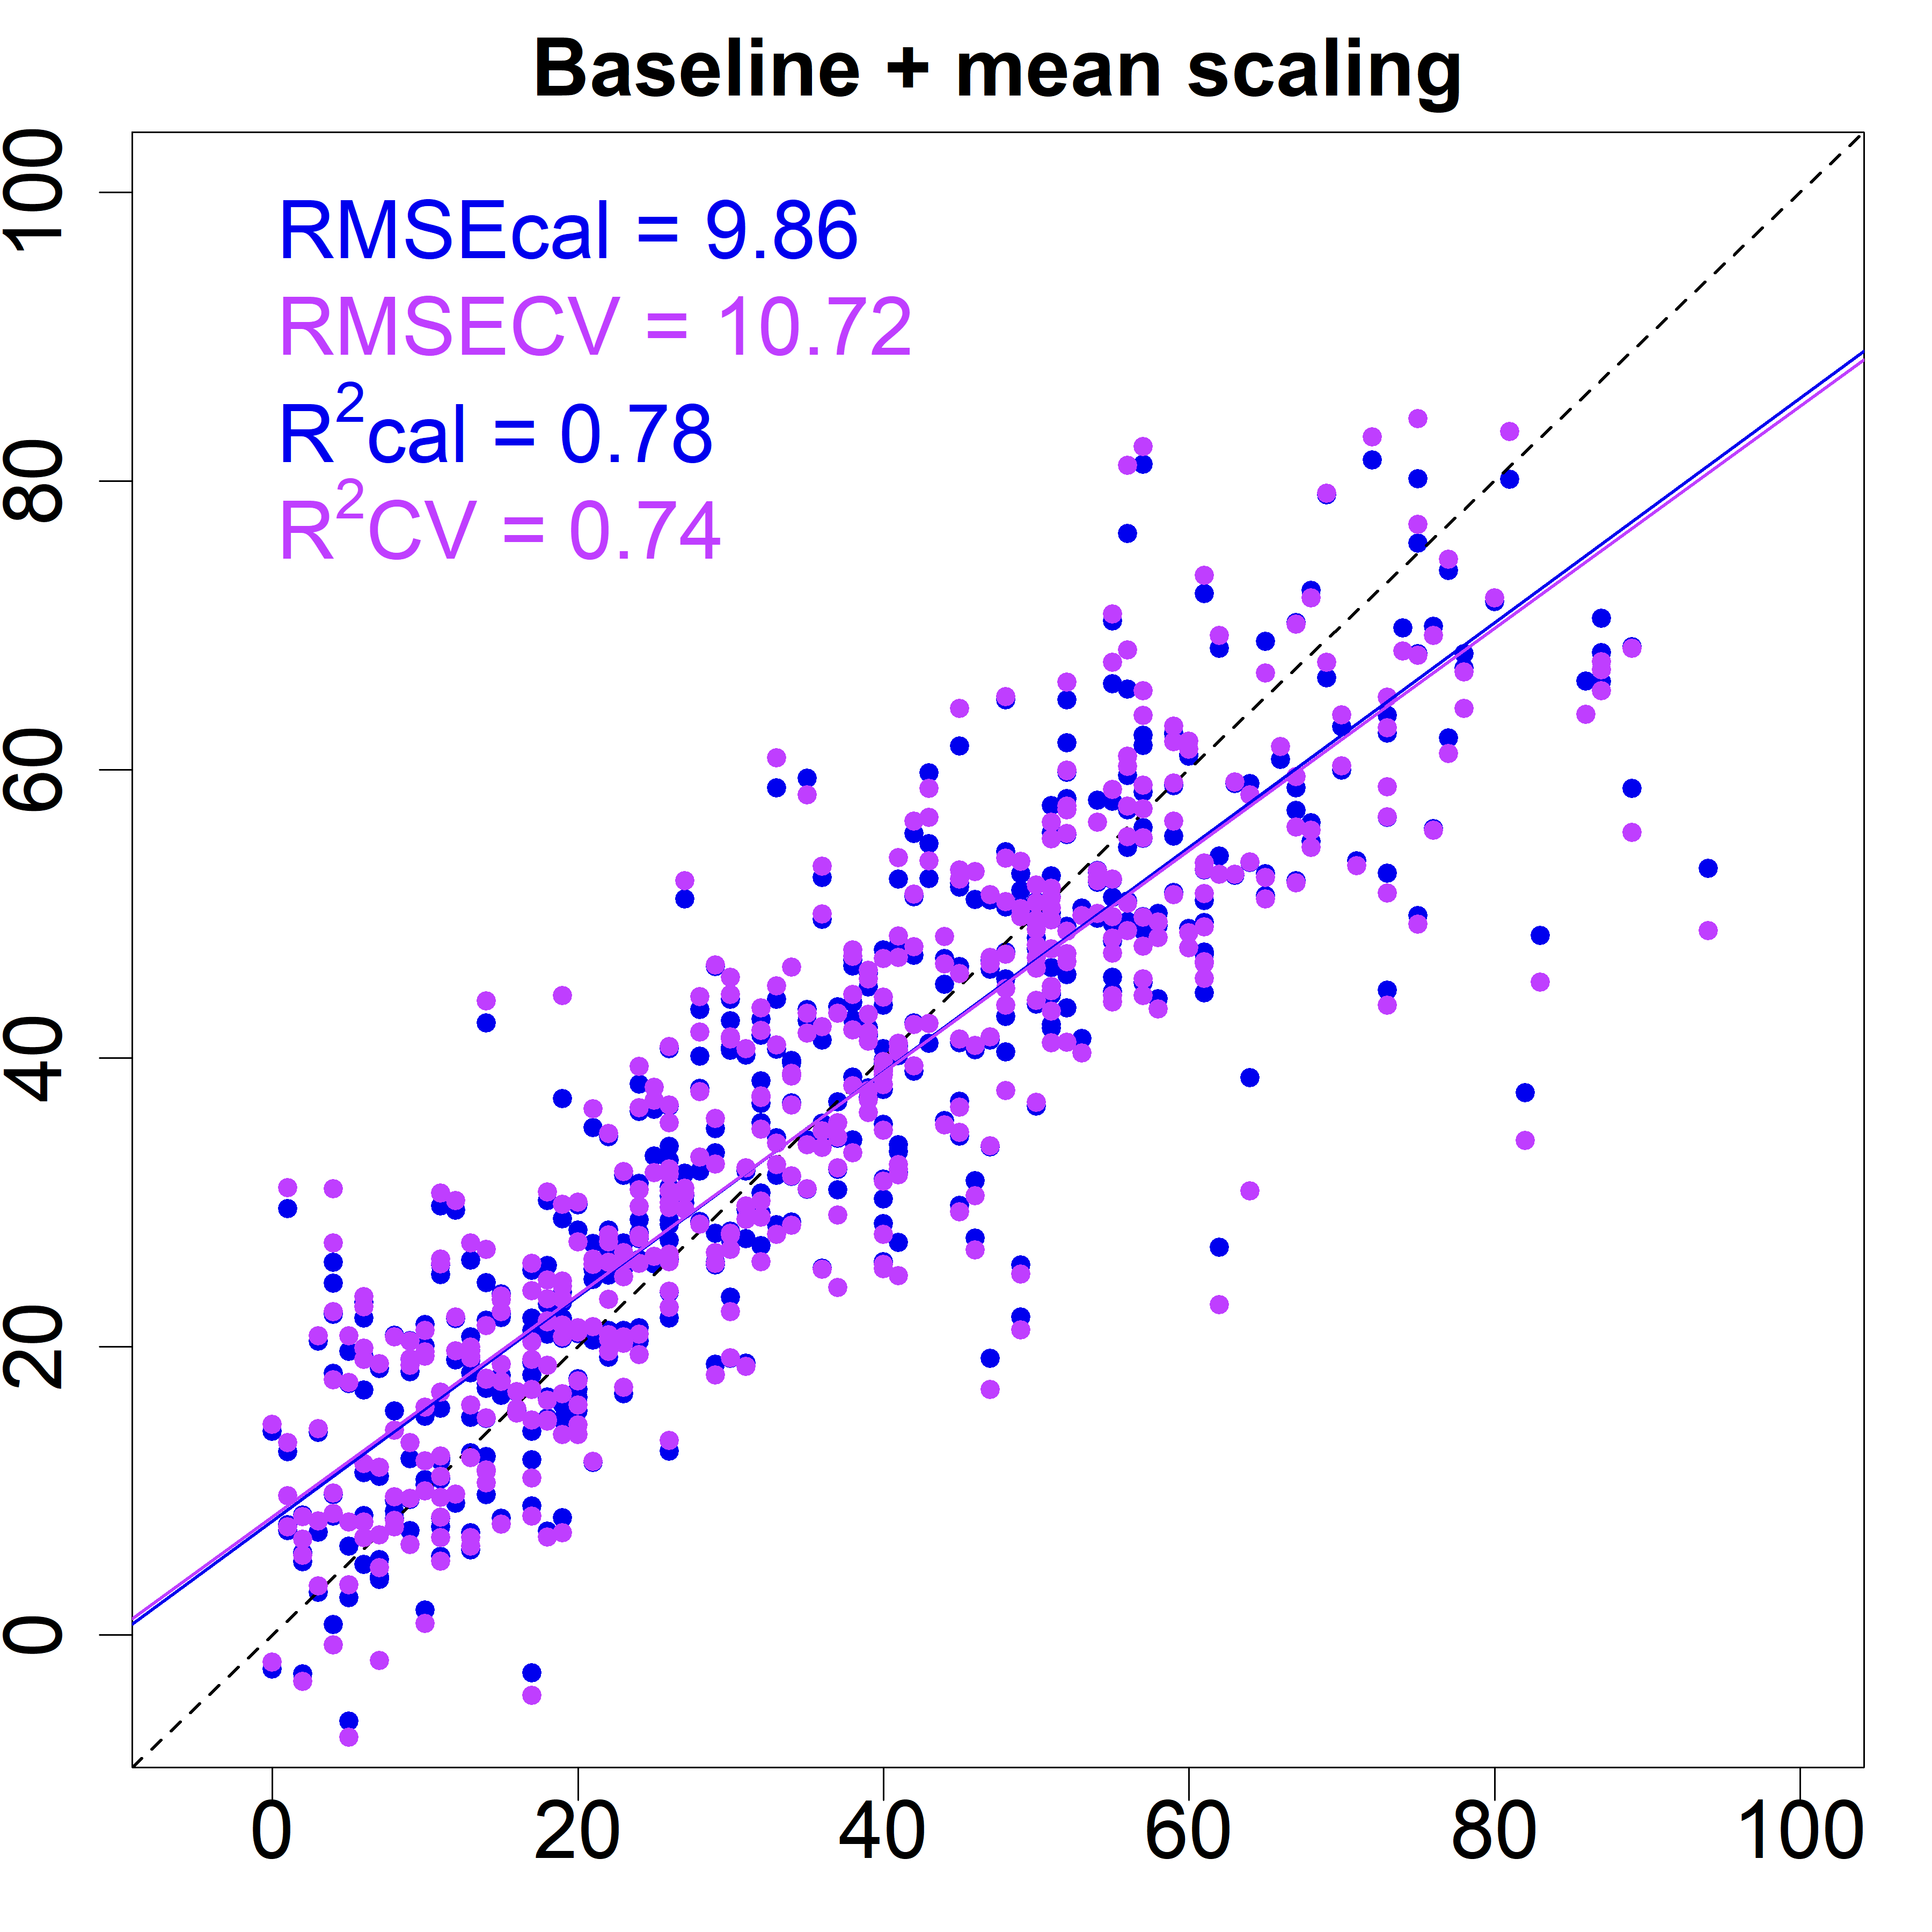 Baseline + mean scaling
RMSEcal = 9.86
RMSECV = 10.72
R²cal = 0.78
R²CV = 0.74
100
80
60
40
20
0
0 20 40 60 80 100